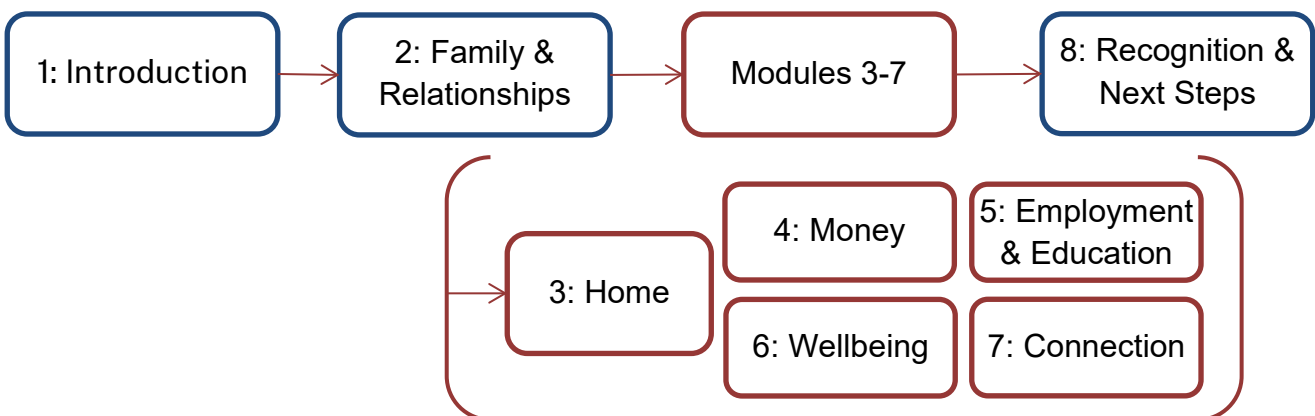 1: Introduction
2: Family &
Relationships
Modules 3-7
8: Recognition &
Next Steps
3: Home
4: Money
5: Employment
& Education
6: Wellbeing
7: Connection